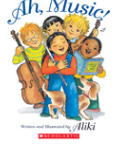 Ah, Music!
Written and Illustrated by Aliki
SCHOLASTIC